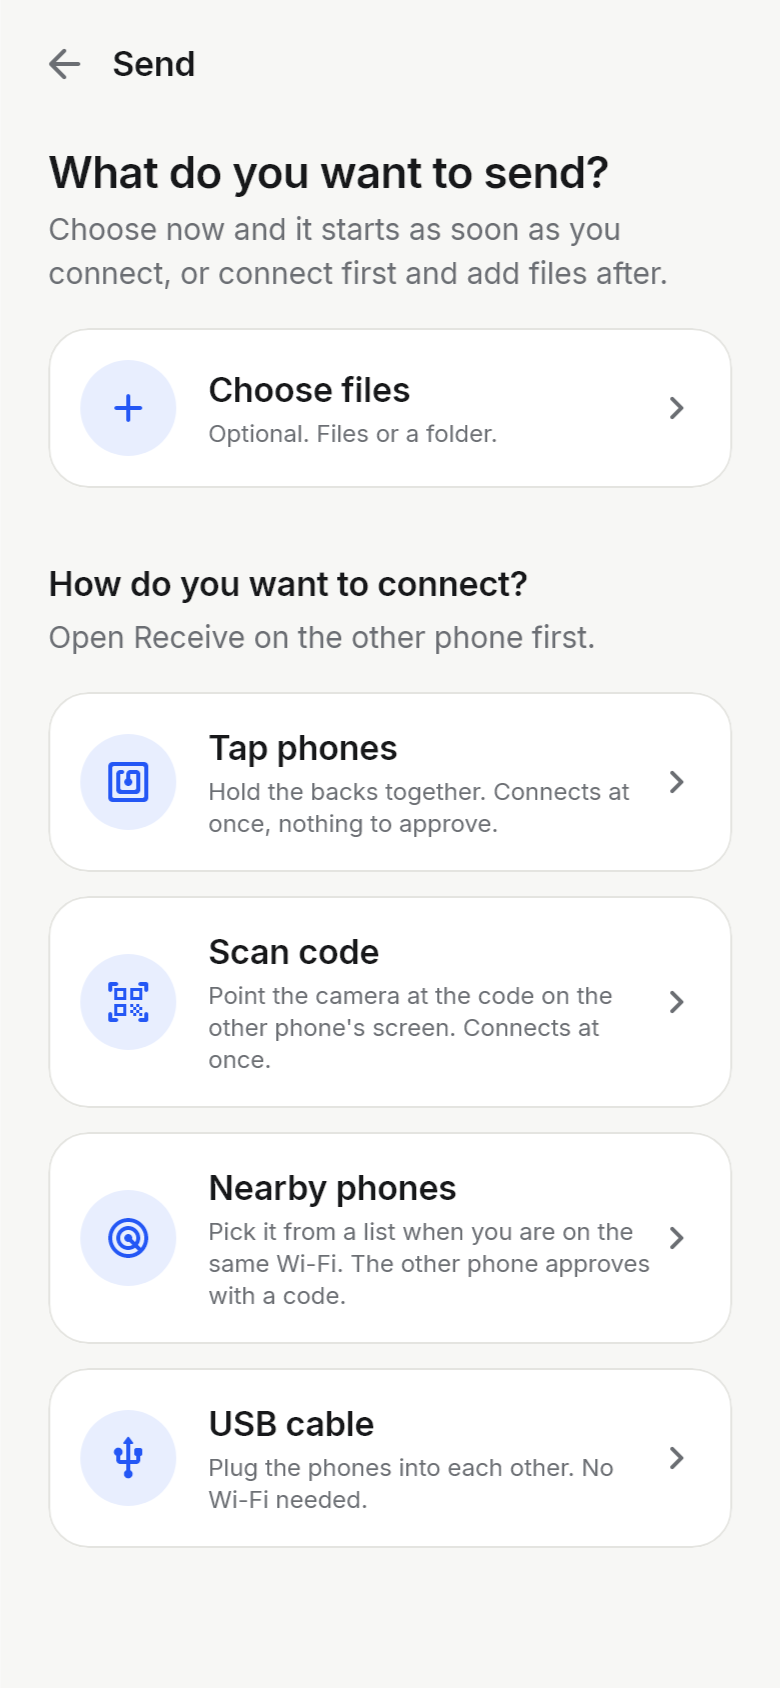 Send
What do you want to send?
Choose now and it starts as soon as you
connect, or connect first and add files after.
Choose files
Optional. Files or a folder.
How do you want to connect?
Open Receive on the other phone first.
Tap phones
Hold the backs together. Connects at
once, nothing to approve.
Scan code
Point the camera at the code on the
other phone's screen. Connects at
once.
Nearby phones
Pick it from a list when you are on the
same Wi-Fi. The other phone approves
with a code.
USB cable
Plug the phones into each other. No
Wi-Fi needed.